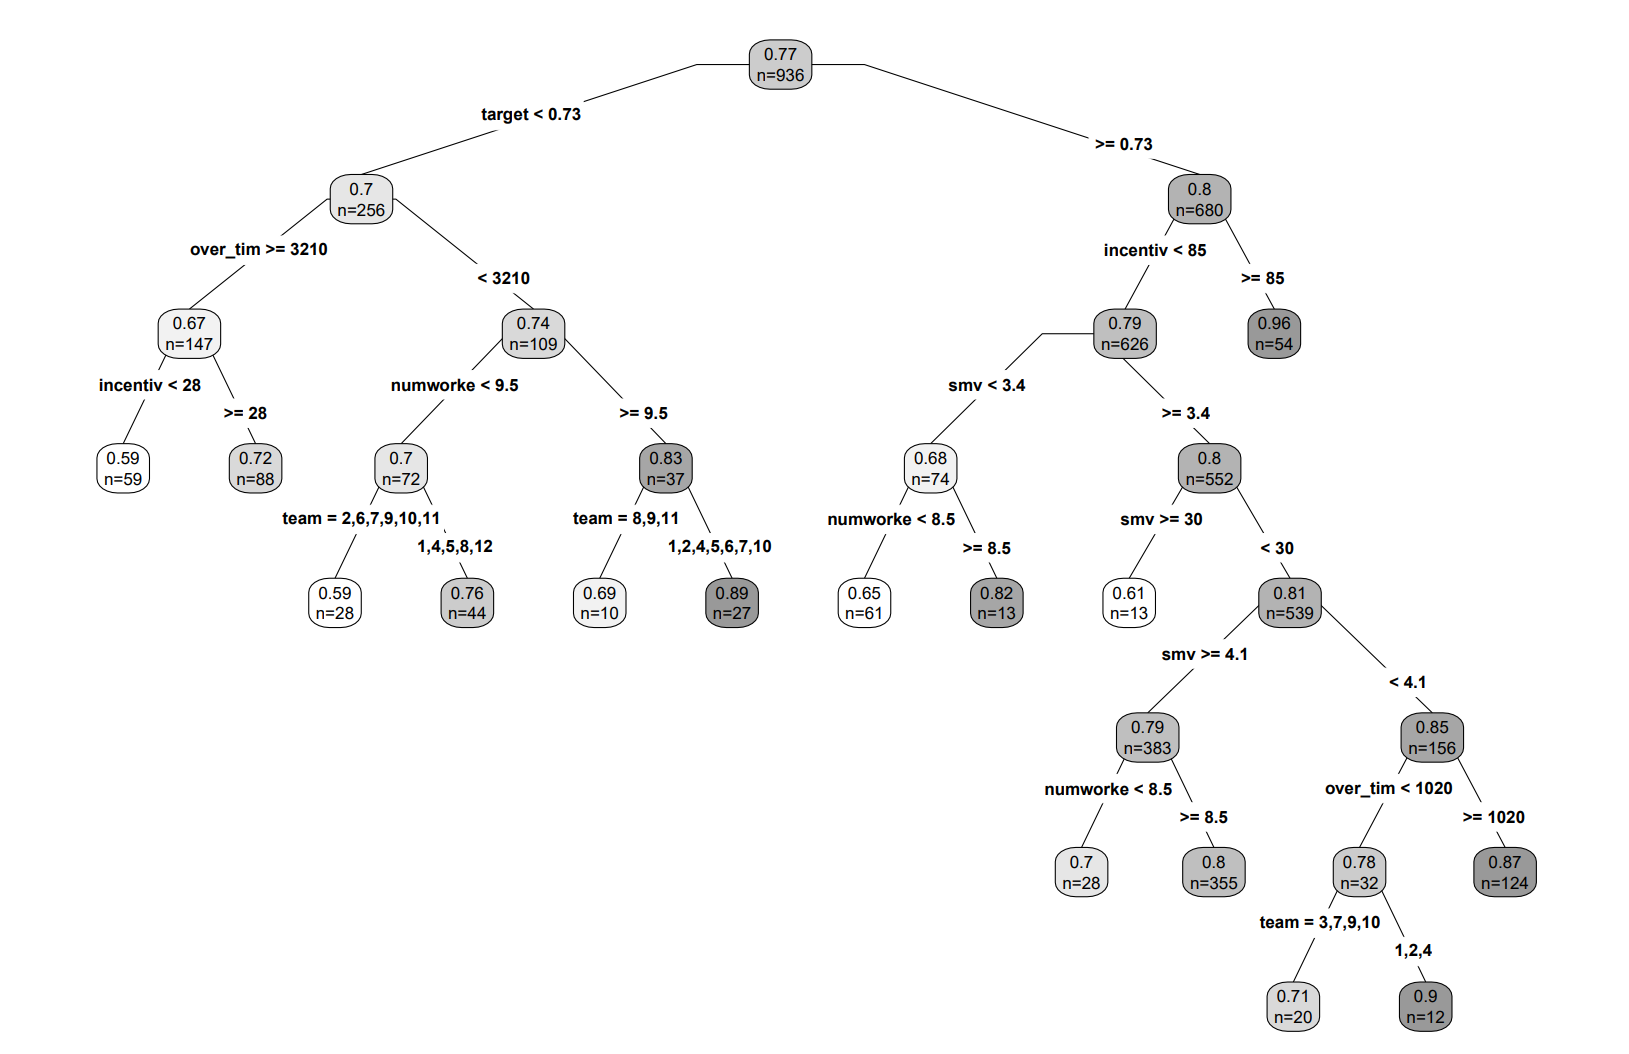 0.77
n=936
target < 0.73
>= 0.73
0.7
n=256
0.8
n=680
over_tim >= 3210
< 3210
incentiv < 85
>= 85
0.67
n=147
0.74
n=109
0.79
n=626
0.96
n=54
incentiv < 28
>= 28
numworke < 9.5
>= 9.5
smv < 3.4
>= 3.4
0.59
n=59
0.72
n=88
0.7
n=72
0.83
n=37
0.68
n=74
0.8
n=552
team = 2,6,7,9,10,11
1,4,5,8,12
team = 8,9,11
1,2,4,5,6,7,10
numworke < 8.5
>= 8.5
smv >= 30
< 30
0.59
n=28
0.76
n=44
0.69
n=10
0.89
n=27
0.65
n=61
0.82
n=13
0.61
n=13
0.81
n=539
smv >= 4.1
< 4.1
0.79
n=383
0.85
n=156
numworke < 8.5
>= 8.5
over_tim < 1020
>= 1020
0.7
n=28
0.8
n=355
0.78
n=32
0.87
n=124
team = 3,7,9,10
1,2,4
0.71
n=20
0.9
n=12